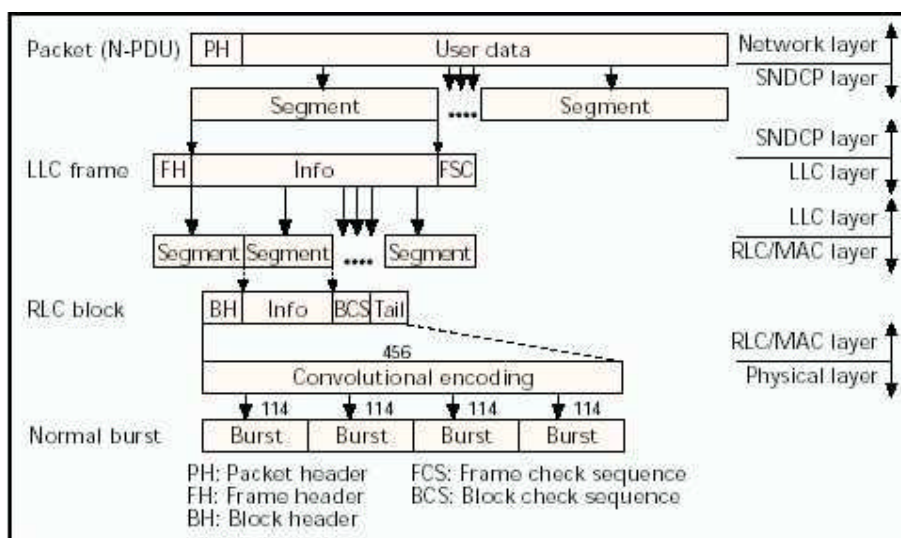 Packet (N-PDU) PH User data Network layer
SNDCP layer
Segment .... Segment
SNDCP layer
LLC frame FH Info FSC
LLC layer
LLC layer
Segment Segment .... Segment RLC/MAC layer
RLC block BH Info BCS Tail
RLC/MAC layer
456
Convolutional encoding Physical layer
114 114 114 114
Normal burst Burst Burst Burst Burst
PH: Packet header FCS: Frame check sequence
FH: Frame header BCS: Block check sequence
BH: Block header